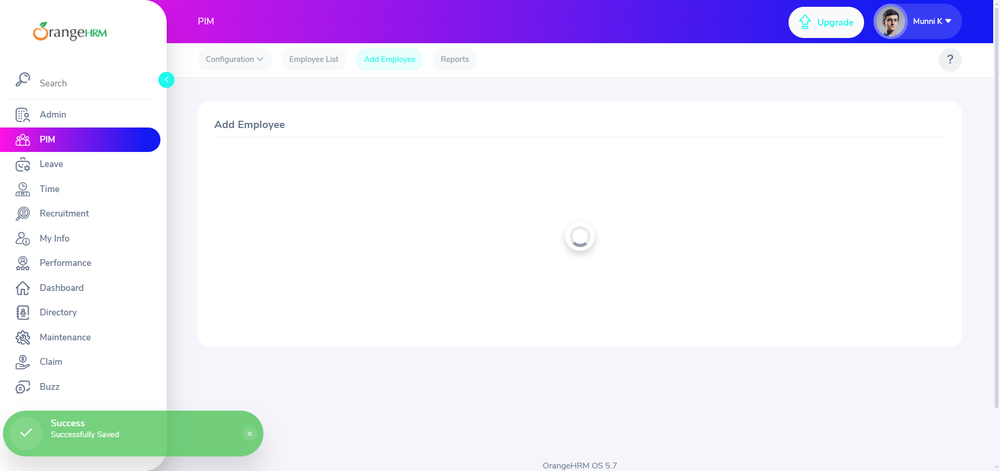 OrangeHRM
Search
Admin
PIM
Leave
Time
Recruitment
My Info
Performance
Dashboard
Directory
Maintenance
Claim
Buzz
PIM
Upgrade
Munni K
Configuration
Employee List
Add Employee
Reports
?
Add Employee
Success
Successfully Saved
OrangeHRM OS 5.7